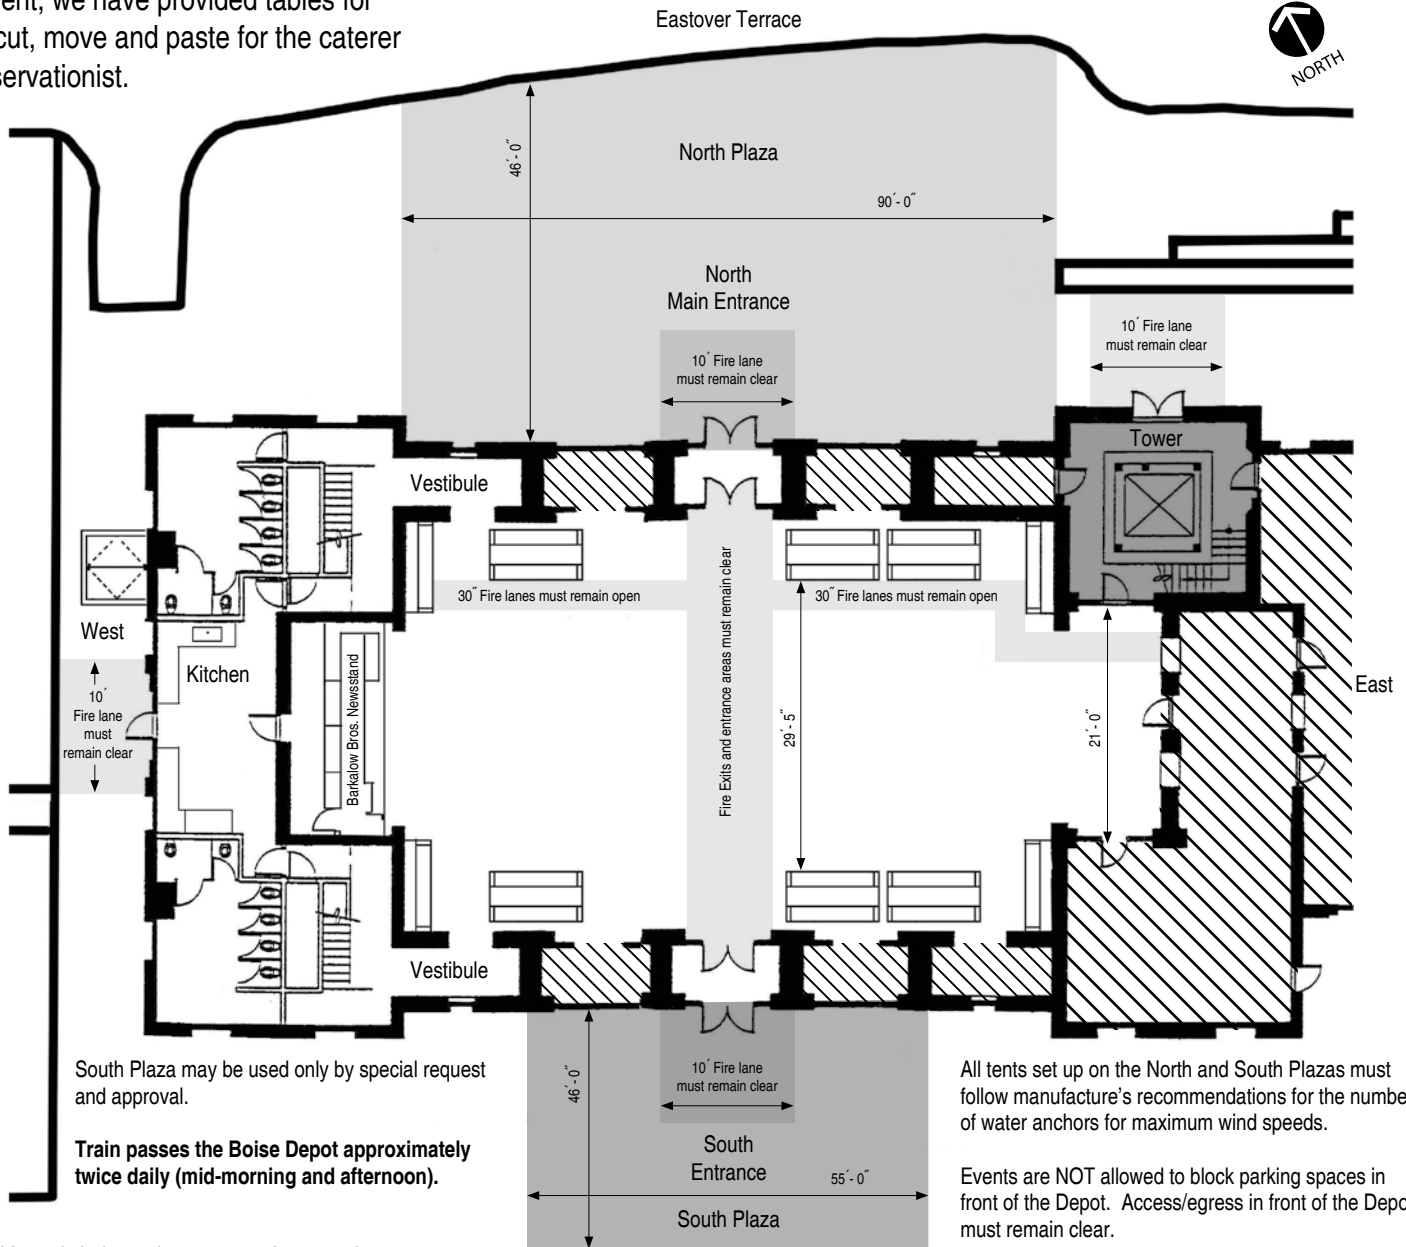 ent, we have provided tables for
cut, move and paste for the caterer
servationist.
Eastover Terrace
NORTH
46´- 0˝
North Plaza
90´- 0˝
North
Main Entrance
10´ Fire lane
must remain clear
10´ Fire lane
must remain clear
Tower
Vestibule
30˝ Fire lanes must remain open
30˝ Fire lanes must remain open
Fire Exits and entrance areas must remain clear
West
Kitchen
Barkalow Bros. Newsstand
10´
Fire lane
must
remain clear
29´- 5˝
21´- 0˝
East
Vestibule
South Plaza may be used only by special request
and approval.
Train passes the Boise Depot approximately
twice daily (mid-morning and afternoon).
46´- 0˝
10´ Fire lane
must remain clear
South
Entrance
55´- 0˝
South Plaza
All tents set up on the North and South Plazas must
follow manufacture’s recommendations for the numbe
of water anchors for maximum wind speeds.
Events are NOT allowed to block parking spaces in
front of the Depot.  Access/egress in front of the Depo
must remain clear.